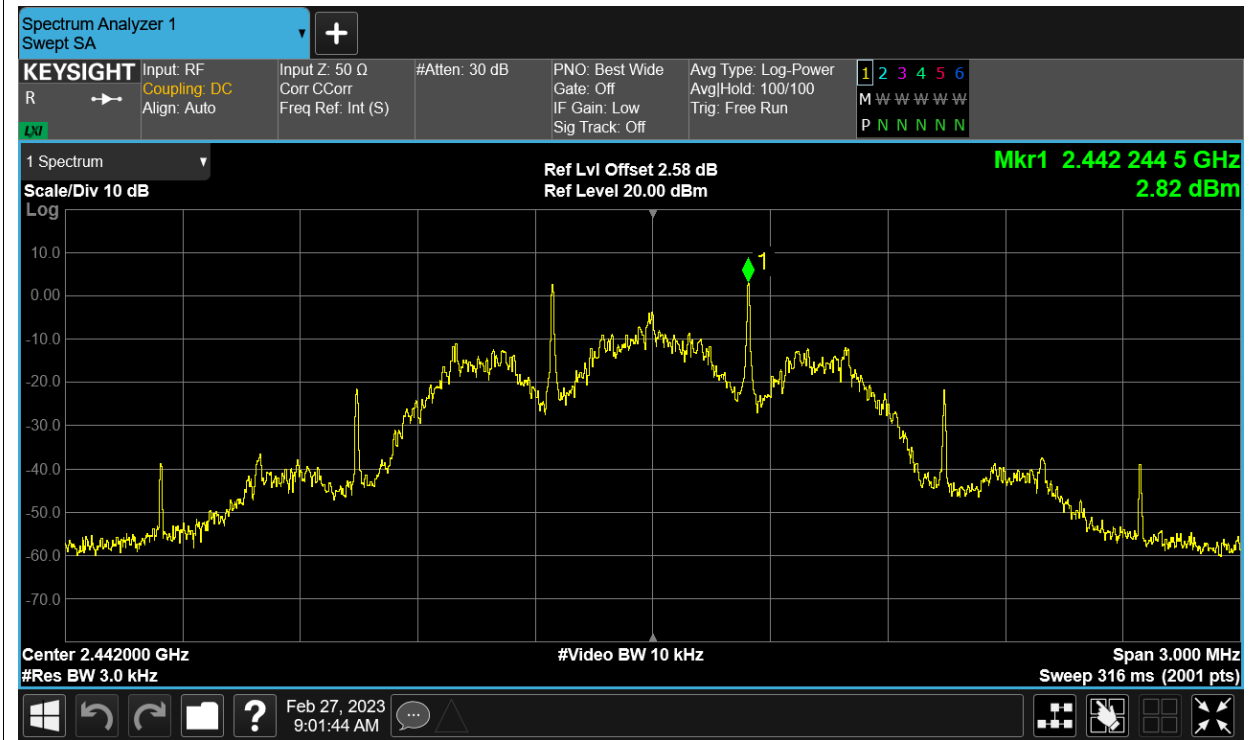 Spectrum Analyzer 1
Swept SA
+
KEYSIGHT
R
LXI
Input: RF
Coupling: DC
Align: Auto
Input Z: 50 Ω
Corr CCorr
Freq Ref: Int (S)
#Atten: 30 dB
PNO: Best Wide
Gate: Off
IF Gain: Low
Sig Track: Off
Avg Type: Log-Power
Avg|Hold: 100/100
Trig: Free Run
1 2 3 4 5 6
M W W W W W
P N N N N N
1 Spectrum
Scale/Div 10 dB
Log
Ref Lvl Offset 2.58 dB
Ref Level 20.00 dBm
Mkr1 2.442 244 5 GHz
2.82 dBm
1
10.0
0.00
-10.0
-20.0
-30.0
-40.0
-50.0
-60.0
-70.0
Center 2.442000 GHz
#Res BW 3.0 kHz
#Video BW 10 kHz
Span 3.000 MHz
Sweep 316 ms (2001 pts)
?
Feb 27, 2023
9:01:44 AM